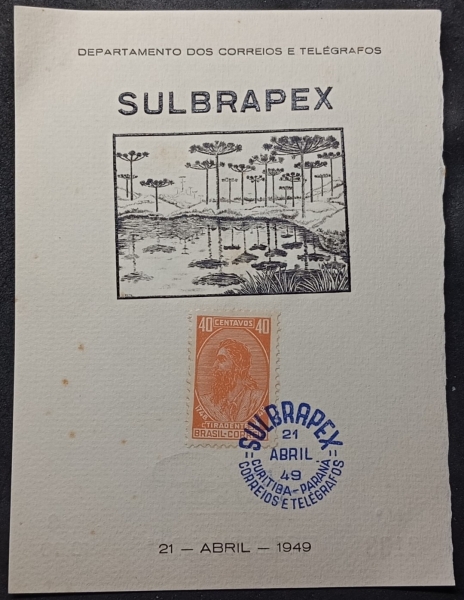 DEPARTAMENTO DOS CORREIOS E TELÉGRAFOS
SULBRAPEX
40 CENTAVOS 40
TIRADENTES
BRASIL-CORREIO
SULBRAPEX
21
ABRIL
49
CURITIBA-PARANÁ
CORREIOS E TELÉGRAFOS
21 — ABRIL — 1949